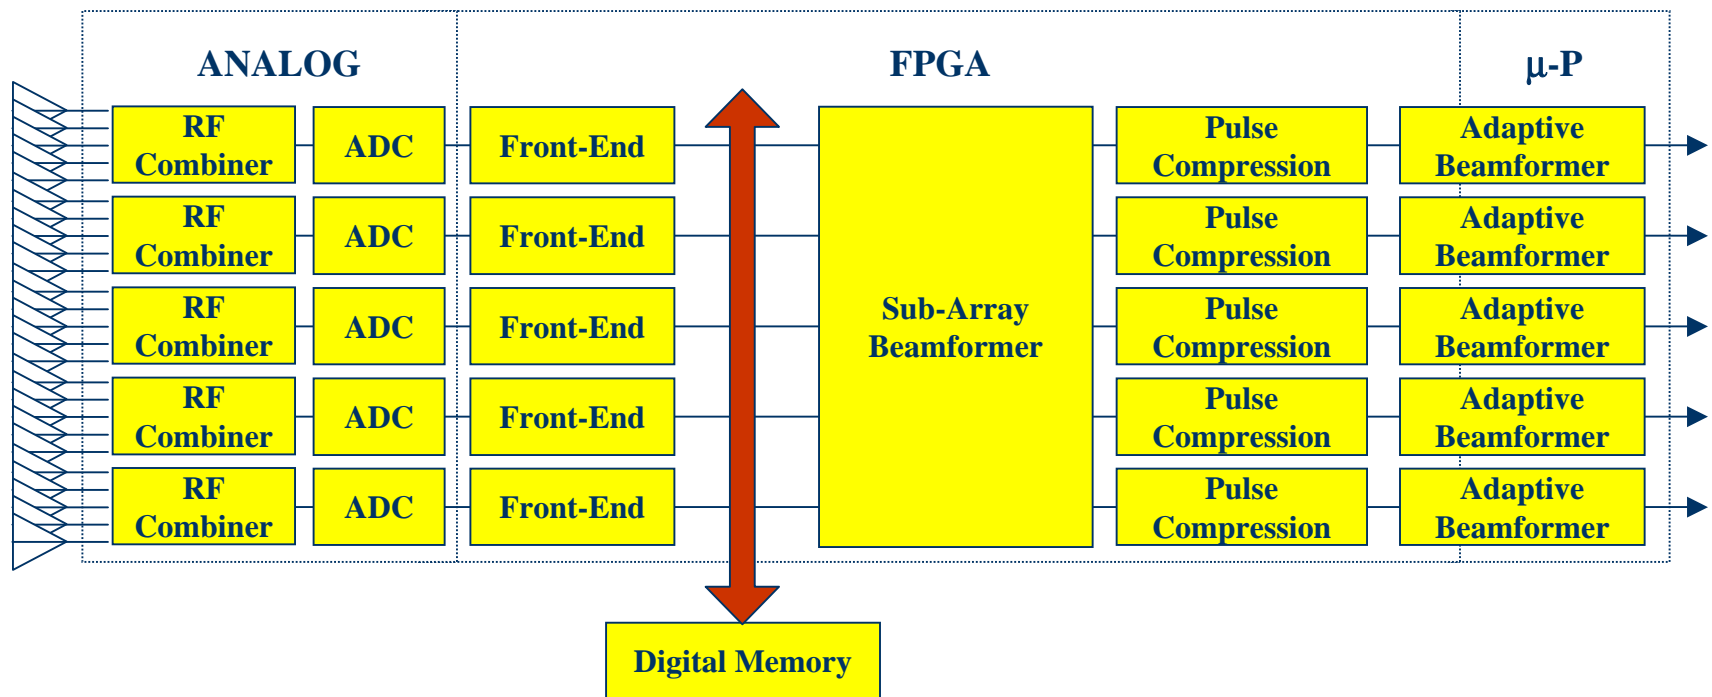 ANALOG FPGA μ-P
RF Combiner ADC Front-End Pulse Compression Adaptive Beamformer
RF Combiner ADC Front-End Pulse Compression Adaptive Beamformer
RF Combiner ADC Front-End Sub-Array Beamformer Pulse Compression Adaptive Beamformer
RF Combiner ADC Front-End Pulse Compression Adaptive Beamformer
RF Combiner ADC Front-End Pulse Compression Adaptive Beamformer
Digital Memory